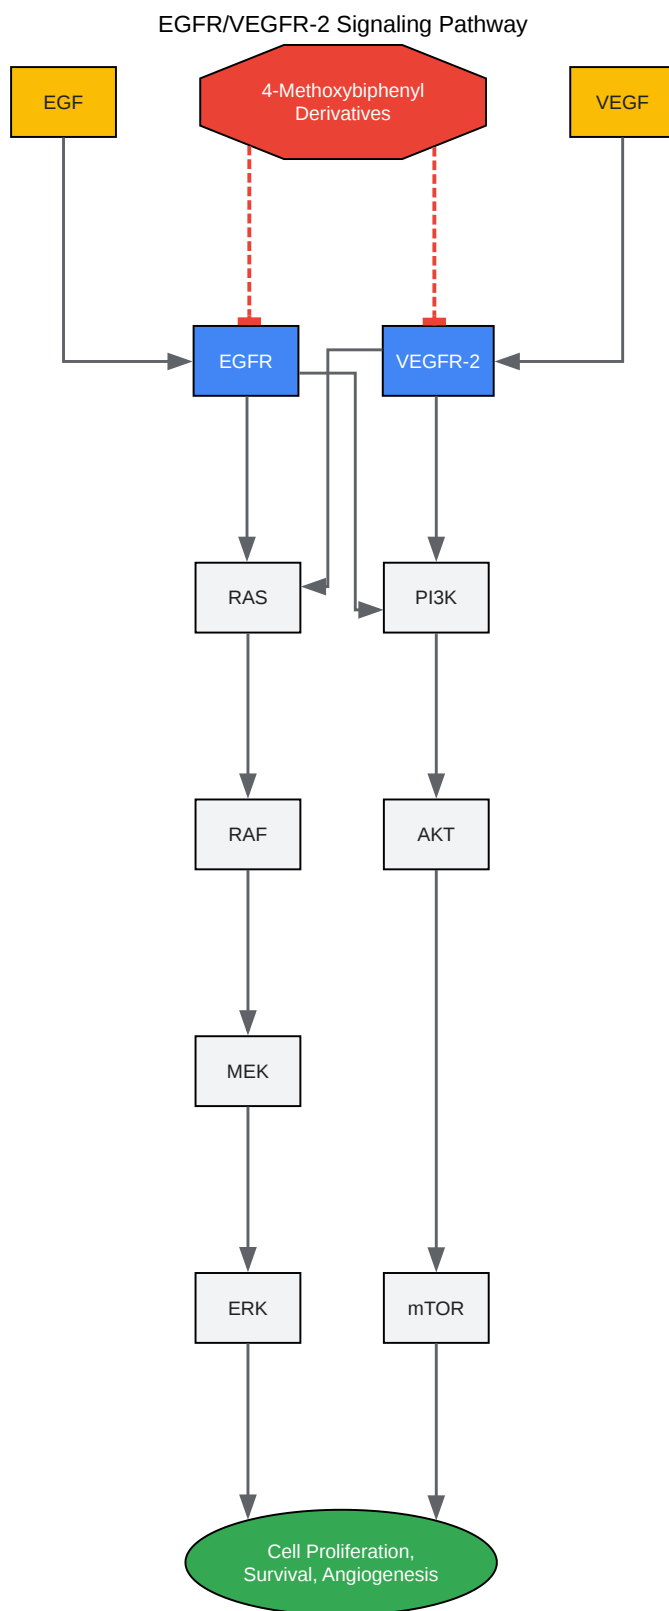 EGFR/VEGFR-2 Signaling Pathway
EGF
4-Methoxybiphenyl
Derivatives
VEGF
EGFR
VEGFR-2
RAS
PI3K
RAF
AKT
MEK
ERK
mTOR
Cell Proliferation,
Survival, Angiogenesis